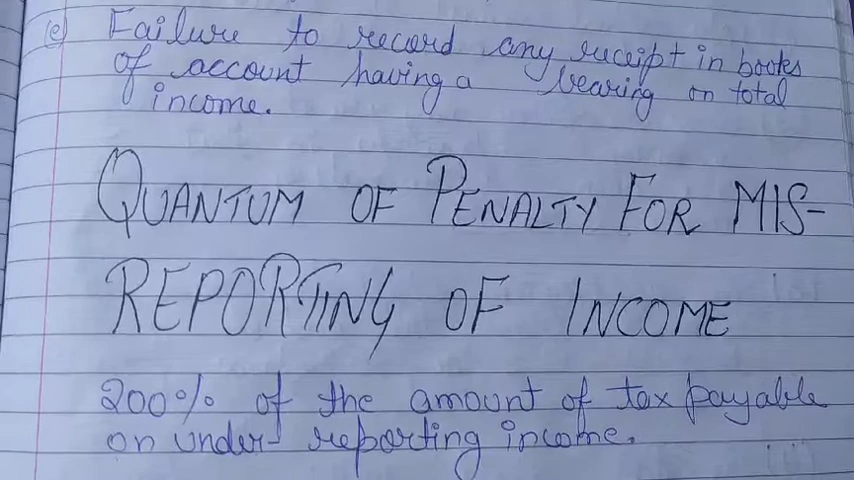 (e) Failure to record any receipt in books
of account having a bearing on total
income.
QUANTUM OF PENALTY FOR MIS-
REPORTING OF INCOME
200% of the amount of tax payable
on under-reporting income.